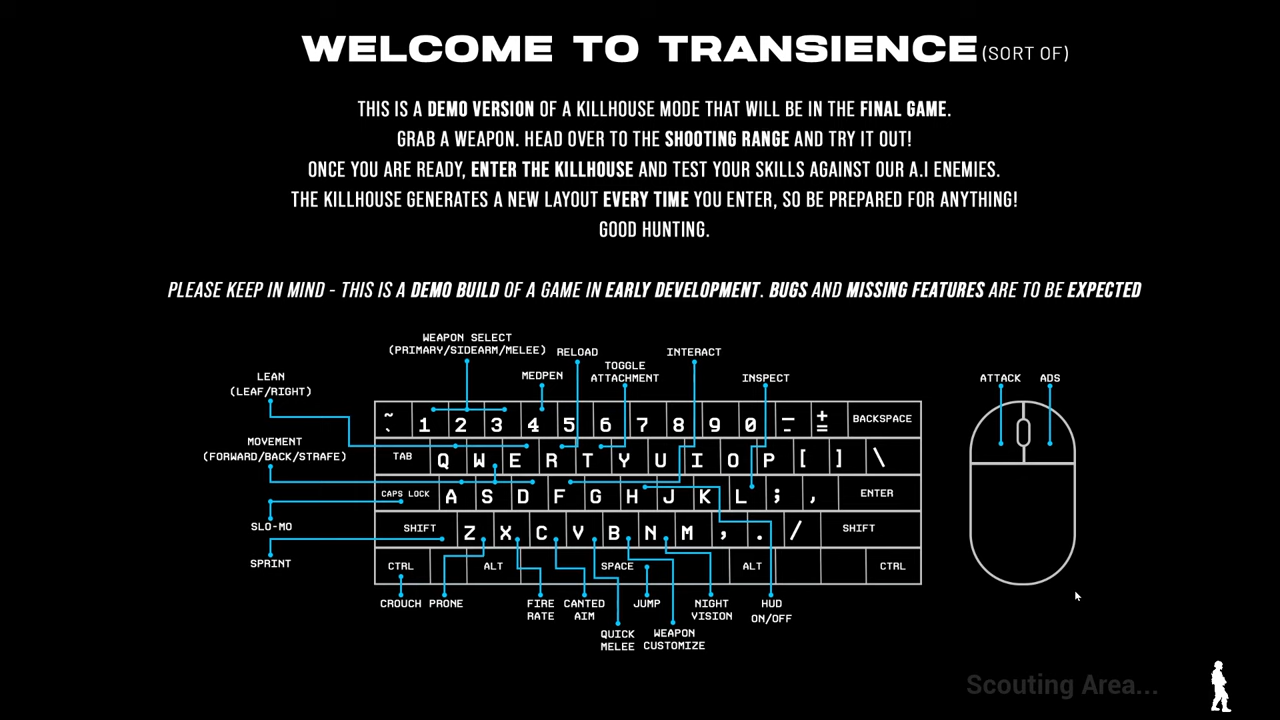 WELCOME TO TRANSIENCE (SORT OF)
THIS IS A DEMO VERSION OF A KILLHOUSE MODE THAT WILL BE IN THE FINAL GAME.
GRAB A WEAPON. HEAD OVER TO THE SHOOTING RANGE AND TRY IT OUT!
ONCE YOU ARE READY, ENTER THE KILLHOUSE AND TEST YOUR SKILLS AGAINST OUR A.I ENEMIES.
THE KILLHOUSE GENERATES A NEW LAYOUT EVERY TIME YOU ENTER, SO BE PREPARED FOR ANYTHING!
GOOD HUNTING.
PLEASE KEEP IN MIND - THIS IS A DEMO BUILD OF A GAME IN EARLY DEVELOPMENT. BUGS AND MISSING FEATURES ARE TO BE EXPECTED
WEAPON SELECT
(PRIMARY/SIDEARM/MELEE)
RELOAD
INTERACT
TOGGLE
ATTACHMENT
MEDPEN
INSPECT
LEAN
(LEAF/RIGHT)
MOVEMENT
(FORWARD/BACK/STRAFE)
SLO-MO
SPRINT
ATTACK ADS
~ ` 1 2 3 4 5 6 7 8 9 0 - _ + = BACKSPACE
TAB Q W E R T Y U I O P [ ] \
CAPS LOCK A S D F G H J K L ; , ENTER
SHIFT Z X C V B N M , . / SHIFT
CTRL ALT SPACE ALT CTRL
CROUCH PRONE
FIRE
RATE
CANTED
AIM
QUICK
MELEE
JUMP
WEAPON
CUSTOMIZE
NIGHT
VISION
HUD
ON/OFF
Scouting Area...